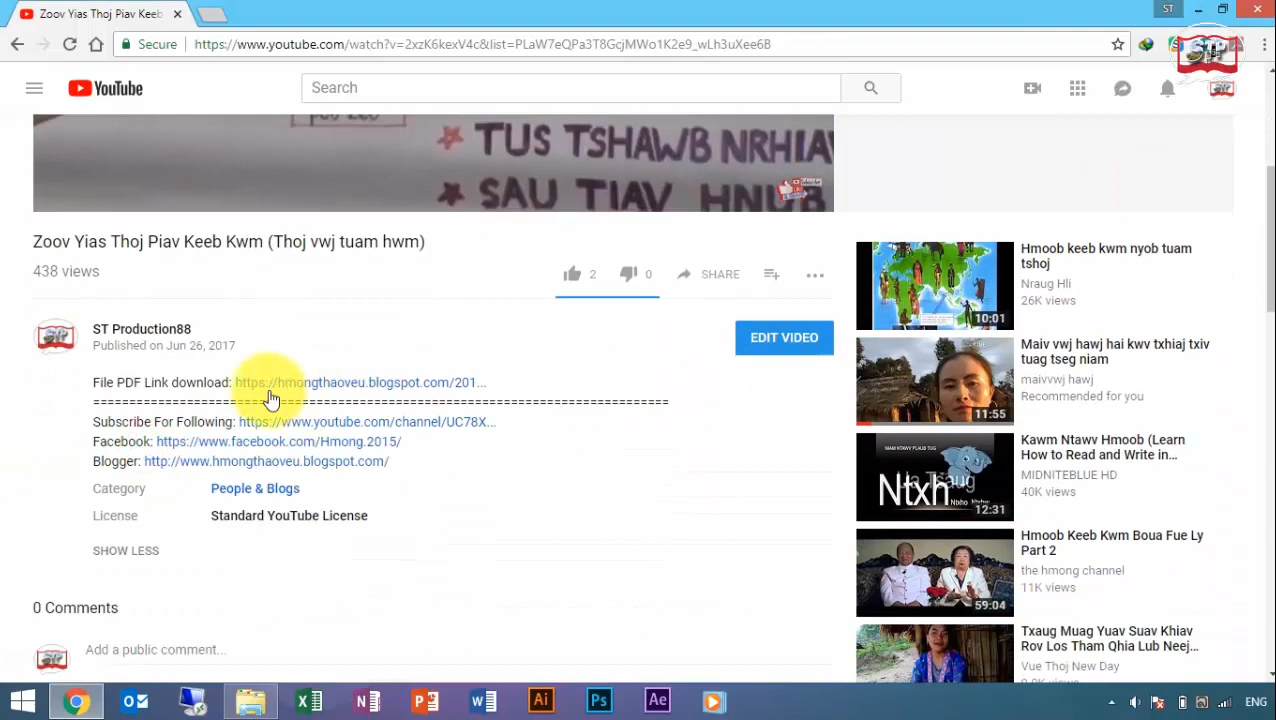 Zoov Yias Thoj Piav Keeb K
ST
Secure
https://www.youtube.com/watch?v=2xzK6kexV4o&list=PLaW7eQPa3T8GcjMWo1K2e9_wLh3uXee6B
STP
YouTube
Search
TUS TSHAWB NRHIA
SAU TIAV HNUB
Zoov Yias Thoj Piav Keeb Kwm (Thoj vwj tuam hwm)
438 views
2
0
SHARE
ST Production88
Published on Jun 26, 2017
EDIT VIDEO
File PDF Link download: https://hmongthaoveu.blogspot.com/201...
================================================================================
Subscribe For Following: https://www.youtube.com/channel/UC78X...
Facebook: https://www.facebook.com/Hmong.2015/
Blogger: http://www.hmongthaoveu.blogspot.com/
Category
People & Blogs
License
Standard YouTube License
SHOW LESS
0 Comments
Add a public comment...
Hmoob keeb kwm nyob tuam
tshoj
Nraug Hli
26K views
10:01
Maiv vwj hawj hai kwv txhiaj txiv
tuag tseg niam
maivvwj hawj
Recommended for you
11:55
Kawm Ntawv Hmoob (Learn
How to Read and Write in...
MIDNITEBLUE HD
40K views
Ntxh
12:31
Hmoob Keeb Kwm Boua Fue Ly
Part 2
the hmong channel
11K views
59:04
Txaug Muag Yuav Suav Khiav
Rov Los Tham Qhia Lub Neej...
Vue Thoj New Day
Ai
Ps
Ae
ENG